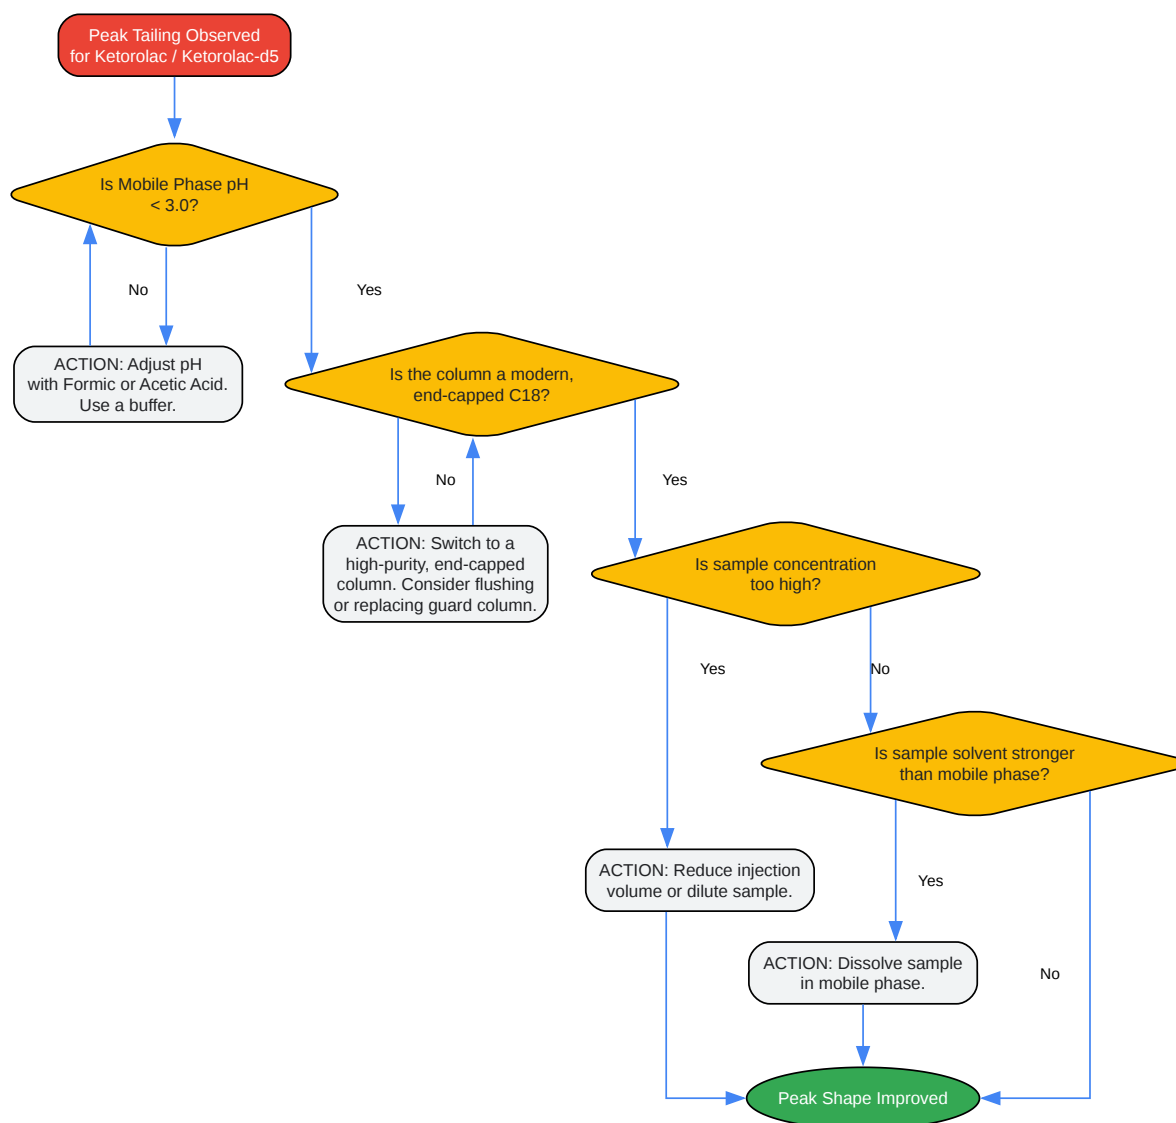 Peak Tailing Observed
for Ketorolac / Ketorolac-d5
Is Mobile Phase pH
< 3.0?
No
Yes
ACTION: Adjust pH
with Formic or Acetic Acid.
Use a buffer.
Is the column a modern,
end-capped C18?
No
Yes
ACTION: Switch to a
high-purity, end-capped
column. Consider flushing
or replacing guard column.
Is sample concentration
too high?
Yes
No
Is sample solvent stronger
than mobile phase?
ACTION: Reduce injection
volume or dilute sample.
Yes
ACTION: Dissolve sample
in mobile phase.
No
Peak Shape Improved